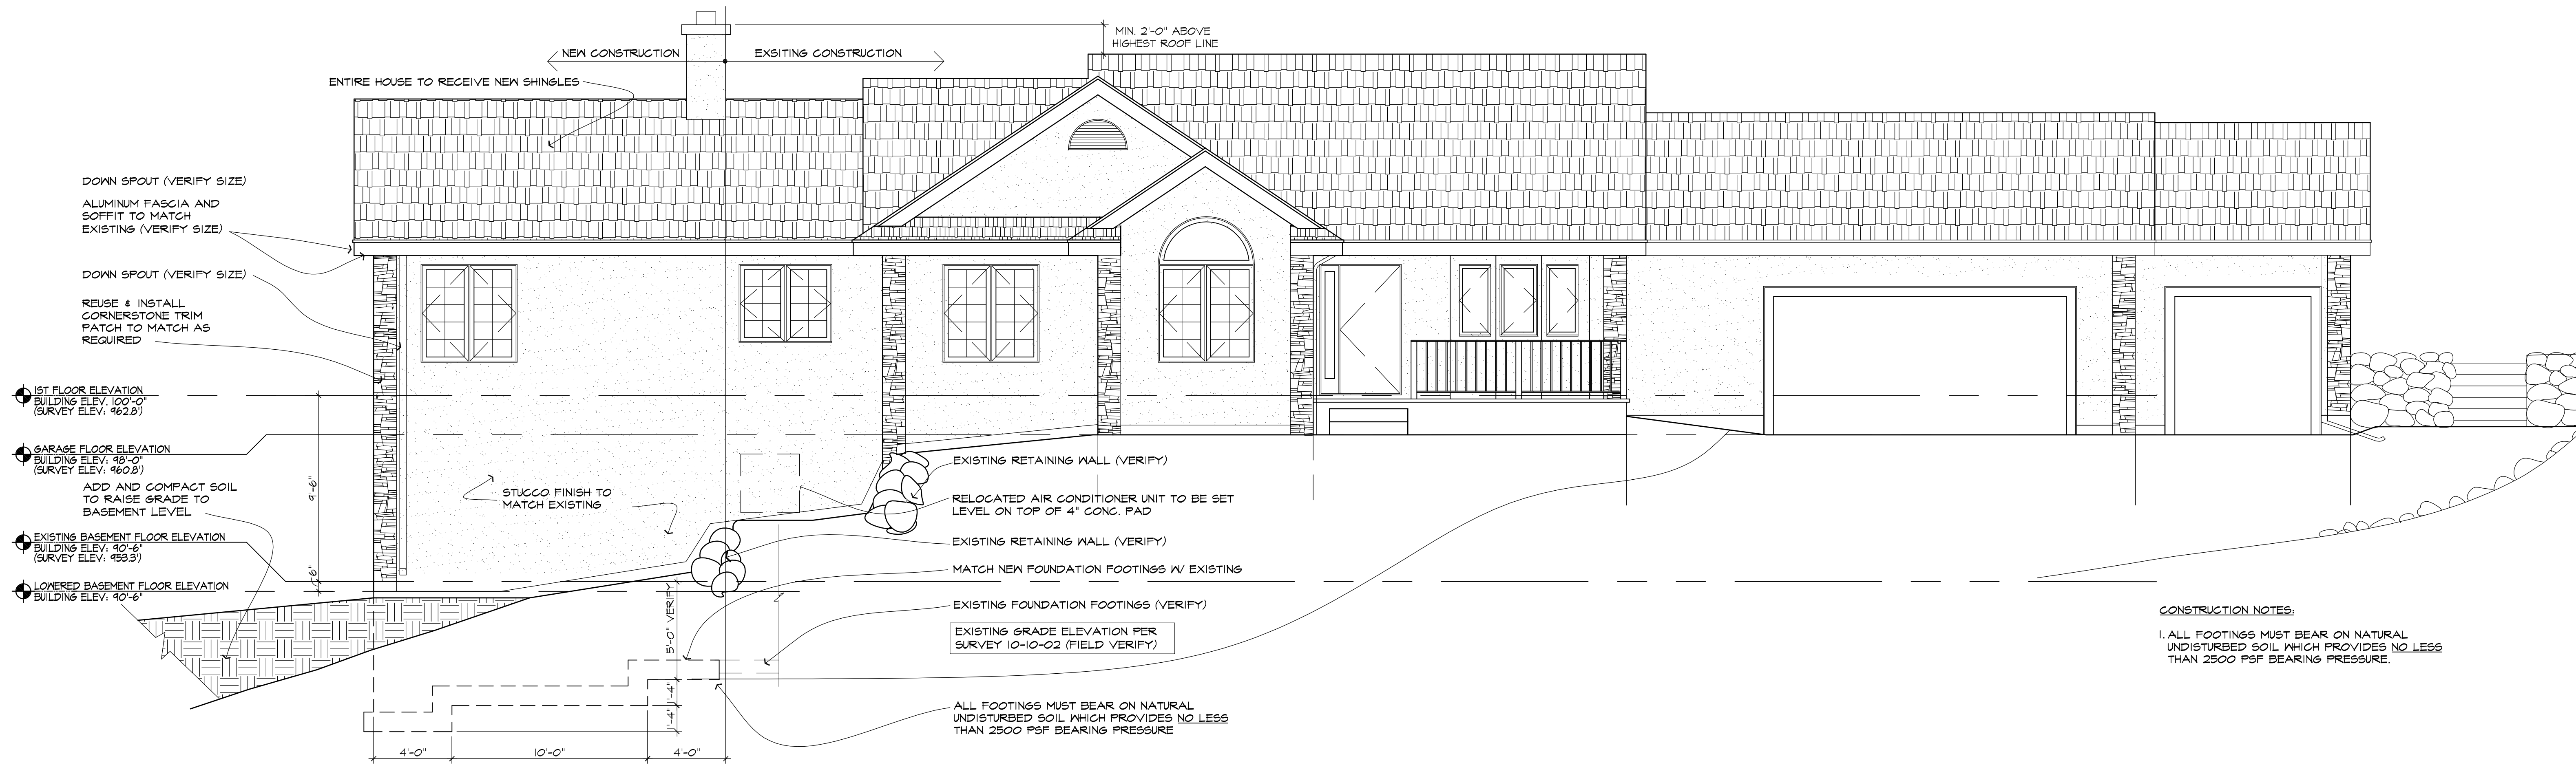 MIN. 2'-0" ABOVE
HIGHEST ROOF LINE
NEW CONSTRUCTION
EXSITING CONSTRUCTION
ENTIRE HOUSE TO RECEIVE NEW SHINGLES
DOWN SPOUT (VERIFY SIZE)
ALUMINUM FASCIA AND
SOFFIT TO MATCH
EXISTING (VERIFY SIZE)
DOWN SPOUT (VERIFY SIZE)
REUSE & INSTALL
CORNERSTONE TRIM
PATCH TO MATCH AS
REQUIRED
1ST FLOOR ELEVATION
BUILDING ELEV. 100'-0"
(SURVEY ELEV: 962.8')
GARAGE FLOOR ELEVATION
BUILDING ELEV: 98'-0"
(SURVEY ELEV: 960.8')
ADD AND COMPACT SOIL
TO RAISE GRADE TO
BASEMENT LEVEL
EXISTING BASEMENT FLOOR ELEVATION
BUILDING ELEV: 90'-6"
(SURVEY ELEV: 953.3')
LOWERED BASEMENT FLOOR ELEVATION
BUILDING ELEV: 90'-6"
9'-6"
STUCCO FINISH TO
MATCH EXISTING
EXISTING RETAINING WALL (VERIFY)
RELOCATED AIR CONDITIONER UNIT TO BE SET
LEVEL ON TOP OF 4" CONC. PAD
EXISTING RETAINING WALL (VERIFY)
MATCH NEW FOUNDATION FOOTINGS W/ EXISTING
EXISTING FOUNDATION FOOTINGS (VERIFY)
EXISTING GRADE ELEVATION PER
SURVEY 10-10-02 (FIELD VERIFY)
5'-0" VERIFY
1'-4"
1'-4"
ALL FOOTINGS MUST BEAR ON NATURAL
UNDISTURBED SOIL WHICH PROVIDES NO LESS
THAN 2500 PSF BEARING PRESSURE
4'-0"
10'-0"
4'-0"
CONSTRUCTION NOTES:
1. ALL FOOTINGS MUST BEAR ON NATURAL
UNDISTURBED SOIL WHICH PROVIDES NO LESS
THAN 2500 PSF BEARING PRESSURE.